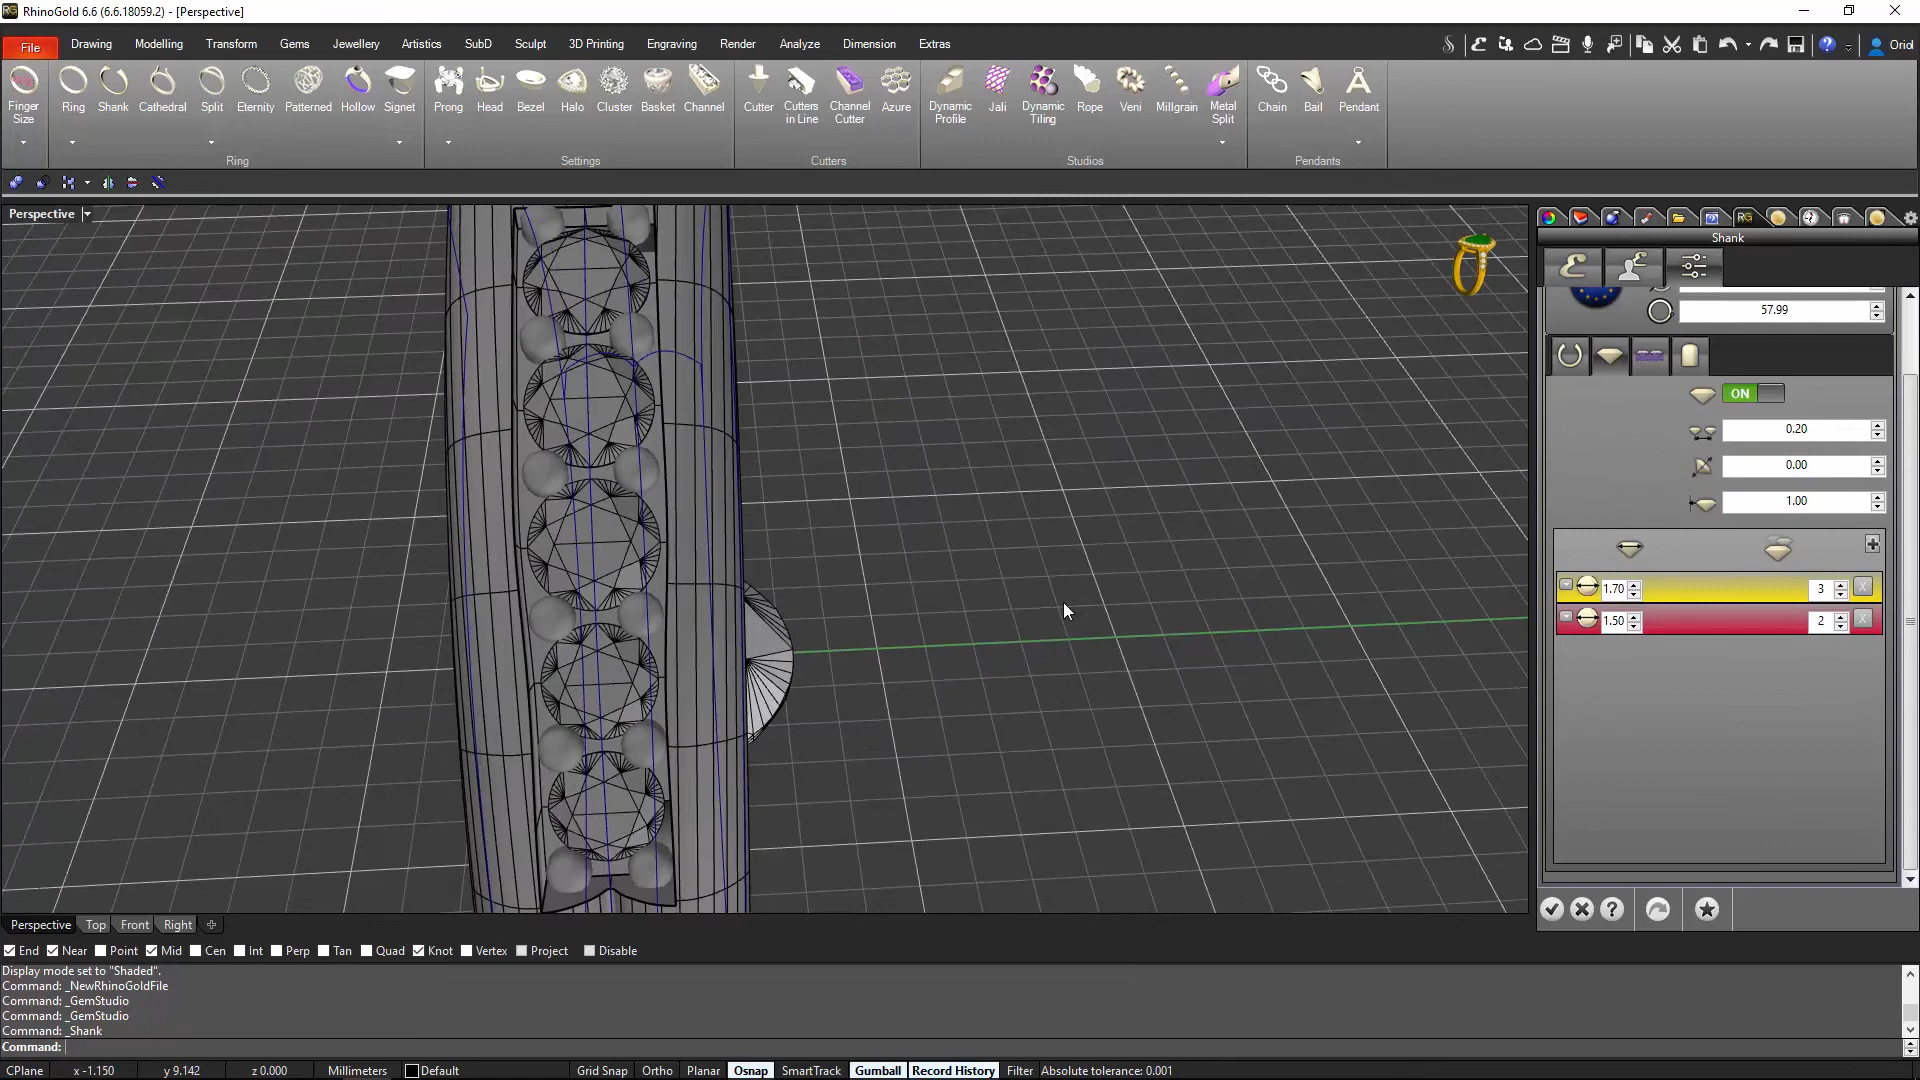 RhinoGold 6.6 (6.6.18059.2) - [Perspective]
File Drawing Modelling Transform Gems Jewellery Artistics SubD Sculpt 3D Printing Engraving Render Analyze Dimension Extras Oriol
Finger Size Ring Shank Cathedral Split Eternity Patterned Hollow Signet Prong Head Bezel Halo Cluster Basket Channel Cutter Cutters in Line Channel Cutter Azure Dynamic Profile Jali Dynamic Tiling Rope Veni Millgrain Metal Split Chain Bail Pendant
Ring Settings Cutters Studios Pendants
Perspective
Shank
57.99
ON
0.20
0.00
1.00
1.70 3 X
1.50 2 X
Perspective Top Front Right
End Near Point Mid Cen Int Perp Tan Quad Knot Vertex Project Disable
Display mode set to "Shaded".
Command: _NewRhinoGoldFile
Command: _GemStudio
Command: _GemStudio
Command: _Shank
Command:
CPlane x -1.150 y 9.142 z 0.000 Millimeters Default Grid Snap Ortho Planar Osnap SmartTrack Gumball Record History Filter Absolute tolerance: 0.001